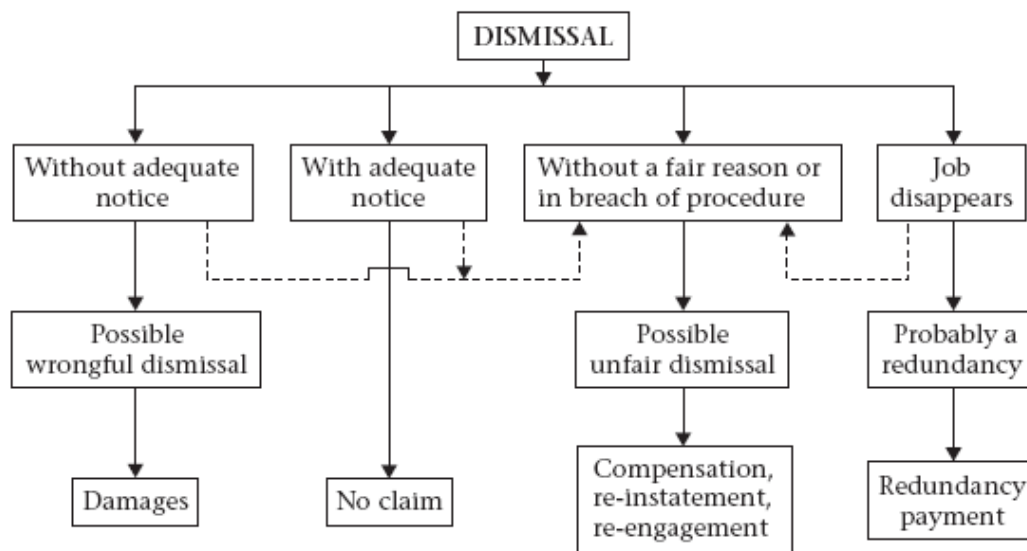 DISMISSAL
Without adequate
notice
With adequate
notice
Without a fair reason or
in breach of procedure
Job
disappears
Possible
wrongful dismissal
Possible
unfair dismissal
Probably a
redundancy
Damages
No claim
Compensation,
re-instatement,
re-engagement
Redundancy
payment